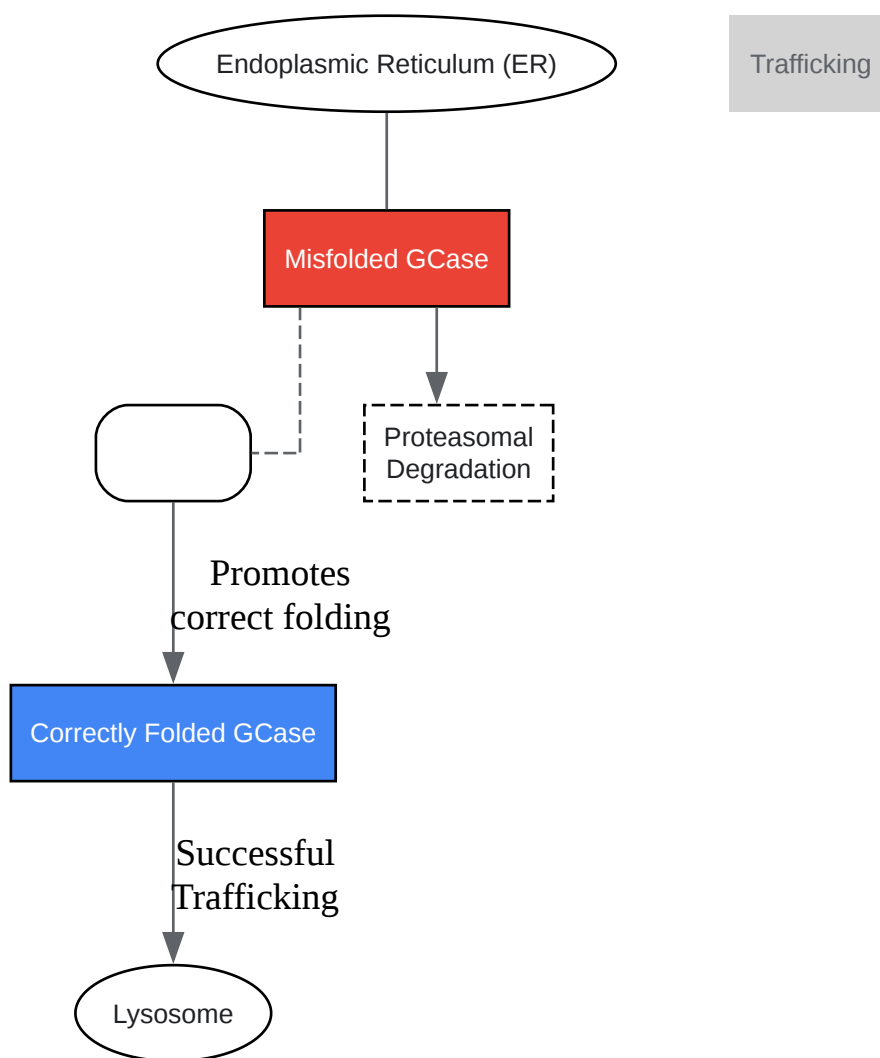 Endoplasmic Reticulum (ER)
Trafficking
Misfolded GCase
Proteasomal
Degradation
Promotes
correct folding
Correctly Folded GCase
Successful
Trafficking
Lysosome